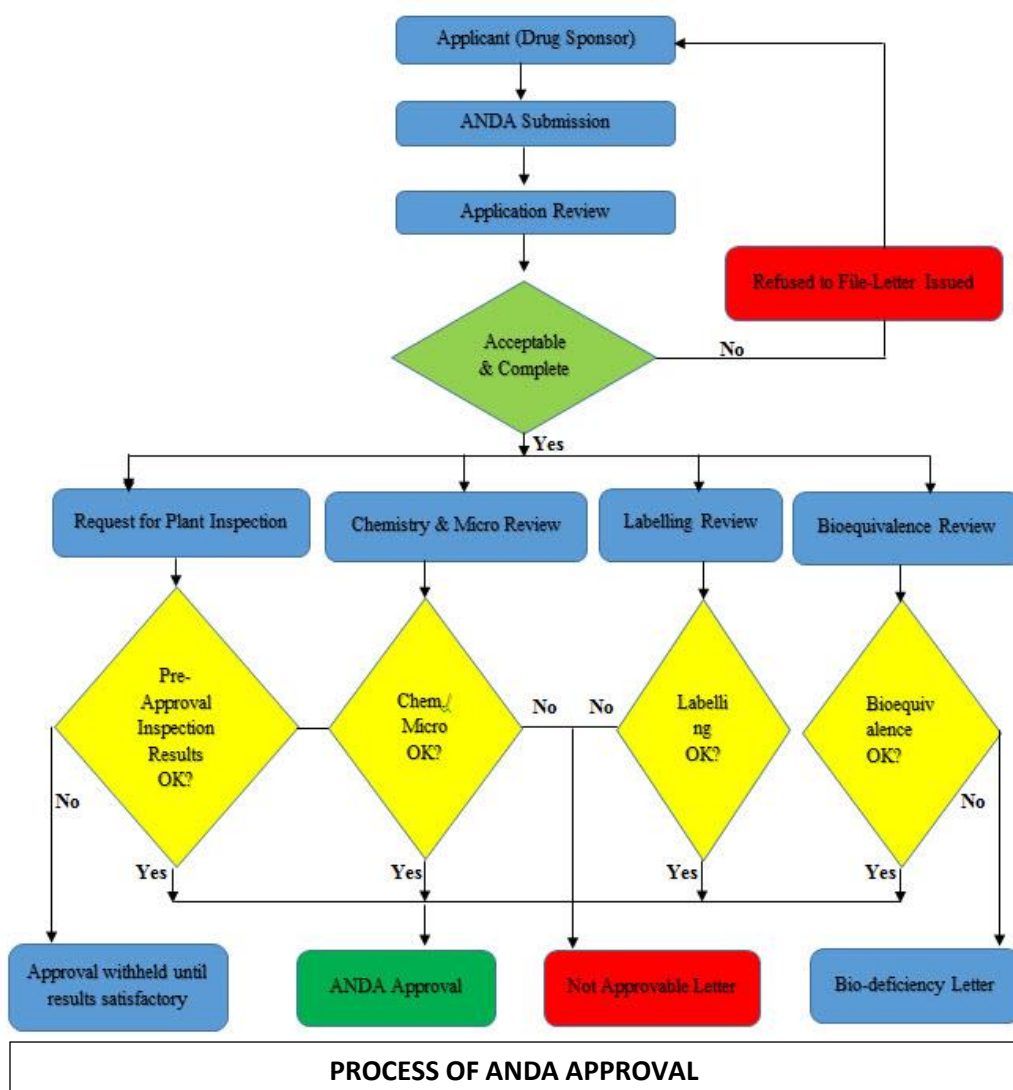 Applicant (Drug Sponsor)
ANDA Submission
Application Review
Refused to File-Letter Issued
Acceptable
& Complete
No
Yes
Request for Plant Inspection
Chemistry & Micro Review
Labelling Review
Bioequivalence Review
Pre-
Approval
Inspection
Results
OK?
Chem./
Micro
OK?
No
No
Labelli
ng
OK?
Bioequiv
alence
OK?
No
No
Yes
Yes
Yes
Yes
Approval withheld until
results satisfactory
ANDA Approval
Not Approvable Letter
Bio-deficiency Letter
PROCESS OF ANDA APPROVAL